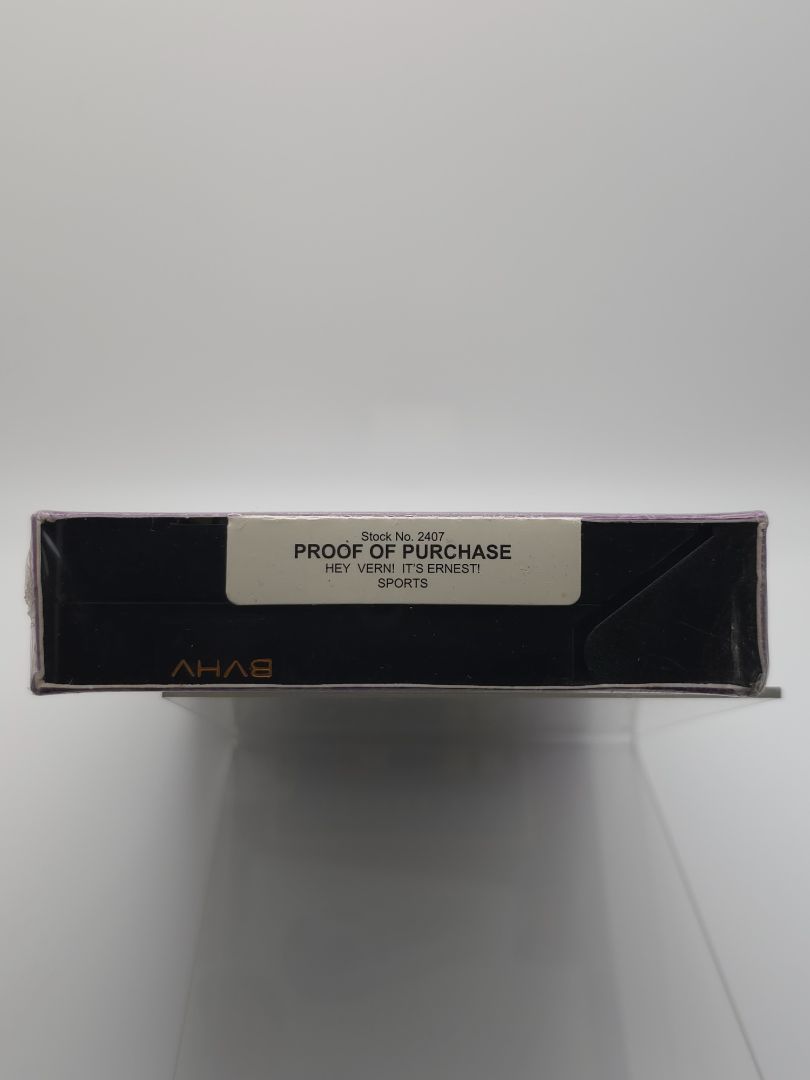 Stock No. 2407
PROOF OF PURCHASE
HEY VERN! IT'S ERNEST!
SPORTS
BVHV